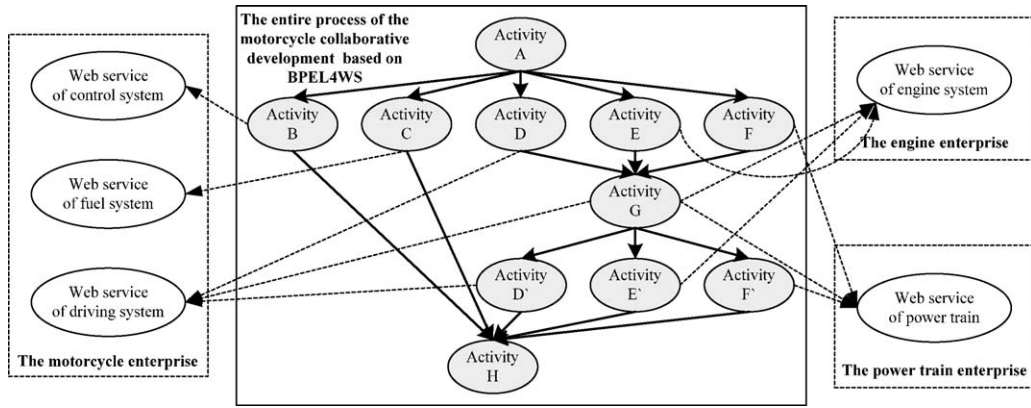 The entire process of the
motorcycle collaborative
development based on
BPEL4WS
Activity
A
Web service
of control system
Web service
of engine system
Activity
B
Activity
C
Activity
D
Activity
E
Activity
F
The engine enterprise
Web service
of fuel system
Activity
G
Web service
of driving system
Activity
D`
Activity
E`
Activity
F`
Web service
of power train
The motorcycle enterprise
Activity
H
The power train enterprise